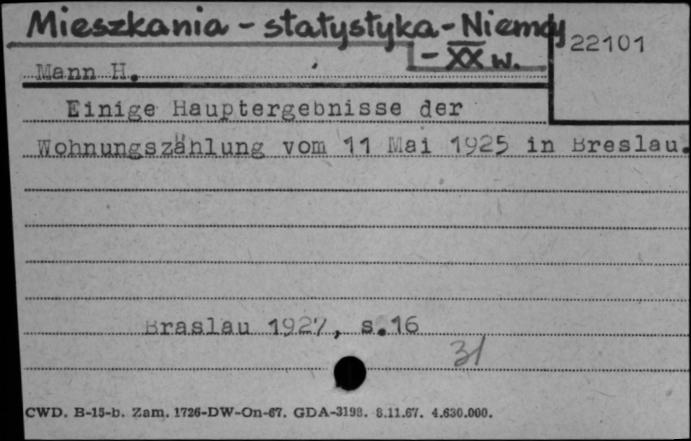 Mieszkania - statystyka - Niemcy
- XX w.
22101
Mann H.
Einige Hauptergebnisse der
Wohnungszählung vom 11 Mai 1925 in Breslau.
Braslau 1927, s.16
31
CWD. B-15-b. Zam. 1726-DW-On-67. GDA-3198. 8.11.67. 4.630.000.